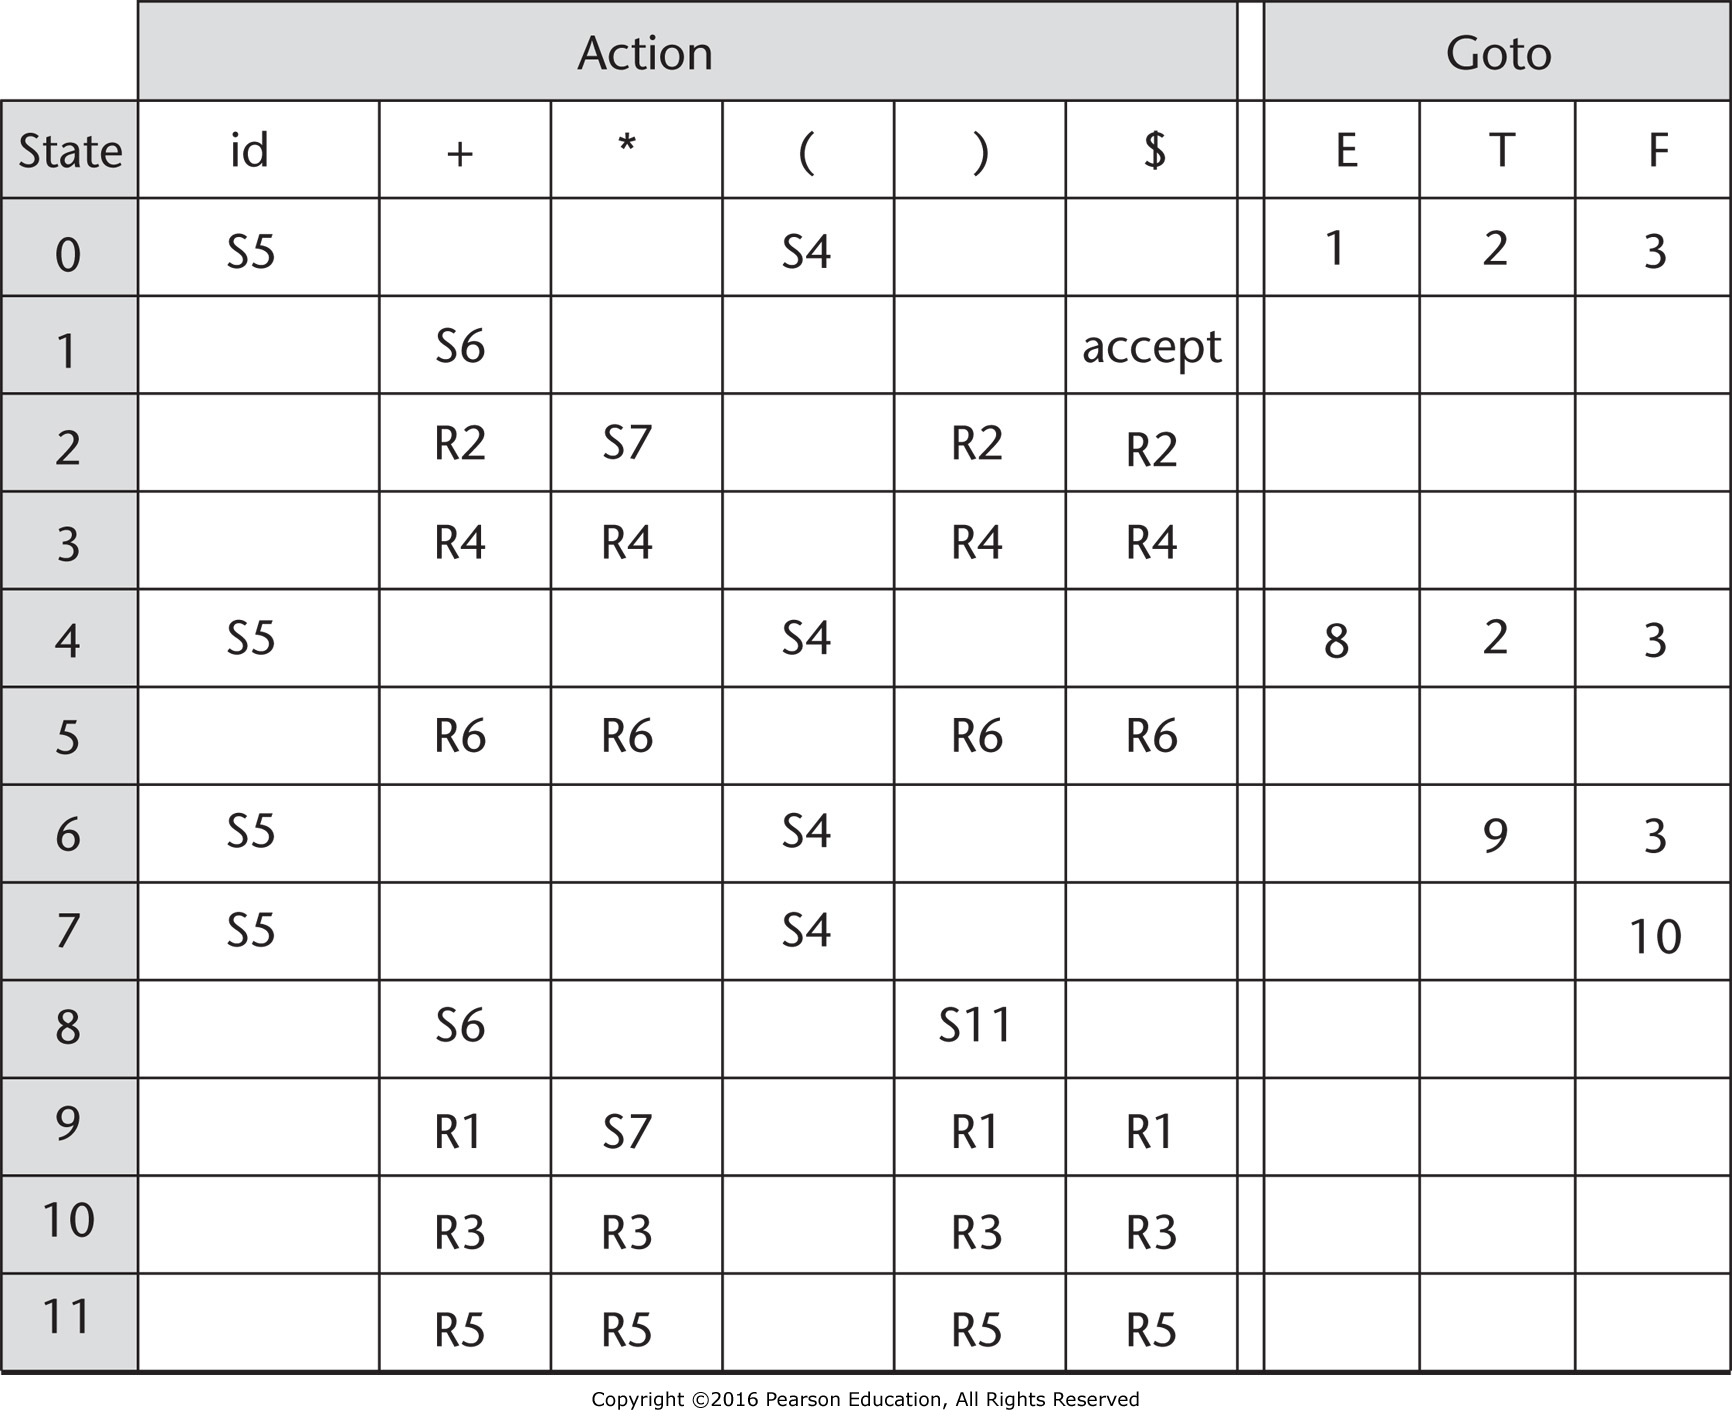 Action Goto
State id + * ( ) $ E T F
0 S5 S4 1 2 3
1 S6 accept
2 R2 S7 R2 R2
3 R4 R4 R4 R4
4 S5 S4 8 2 3
5 R6 R6 R6 R6
6 S5 S4 9 3
7 S5 S4 10
8 S6 S11
9 R1 S7 R1 R1
10 R3 R3 R3 R3
11 R5 R5 R5 R5
Copyright ©2016 Pearson Education, All Rights Reserved